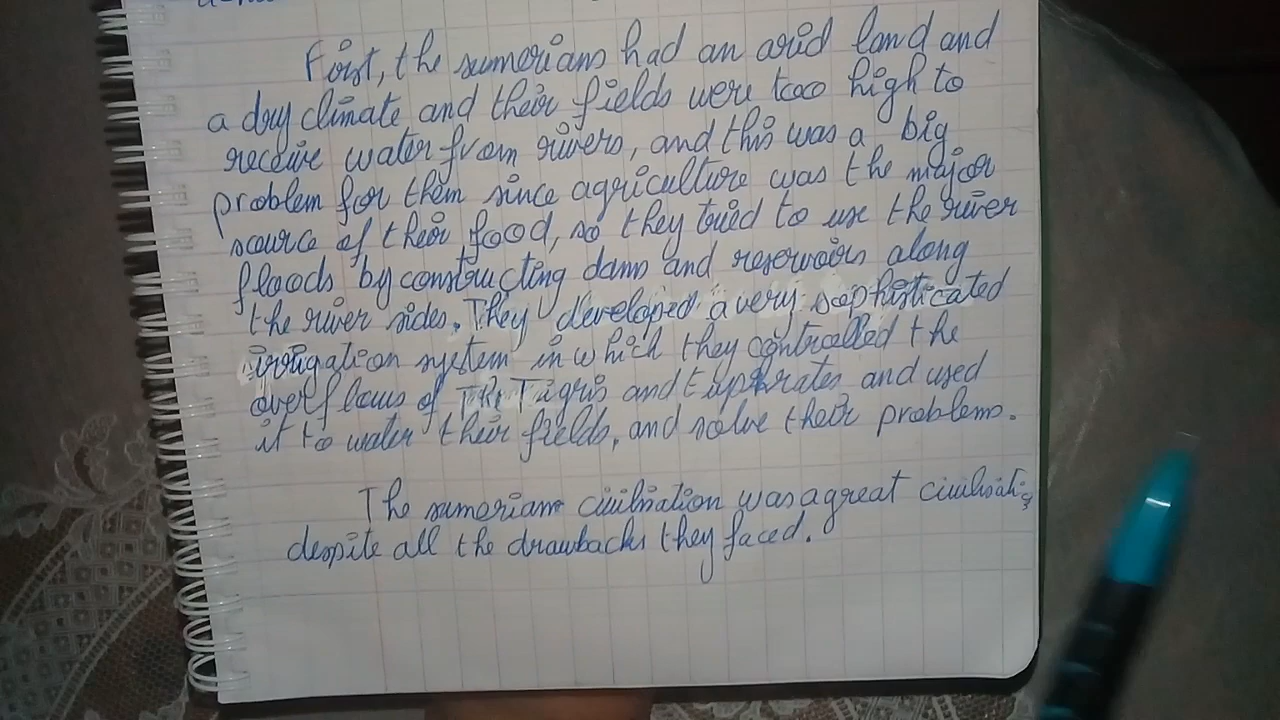 First, the sumerians had an arid land and
a dry climate and their fields were too high to
receive water from rivers, and this was a big
problem for them since agriculture was the major
source of their food, so they tried to use the river
floods by constructing dams and reservoirs along
the river sides. They developed a very sophisticated
irrigation system in which they controlled the
overflows of The Tigris and Euphrates and used
it to water their fields, and solve their problems.
The sumerian civilisation was a great civilisation
despite all the drawbacks they faced.